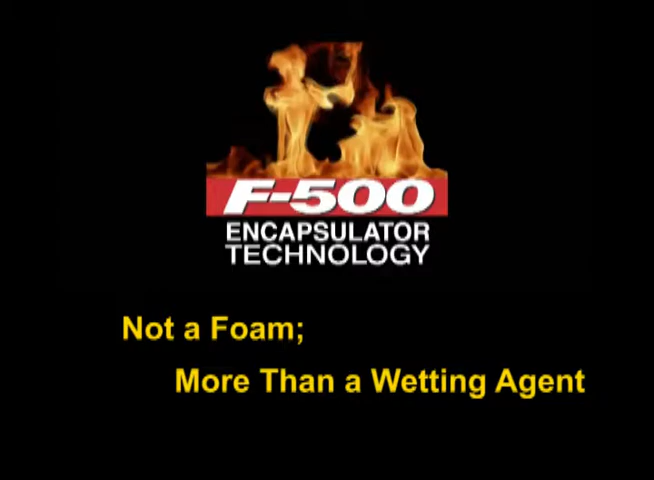 F-500
ENCAPSULATOR
TECHNOLOGY
Not a Foam;
More Than a Wetting Agent